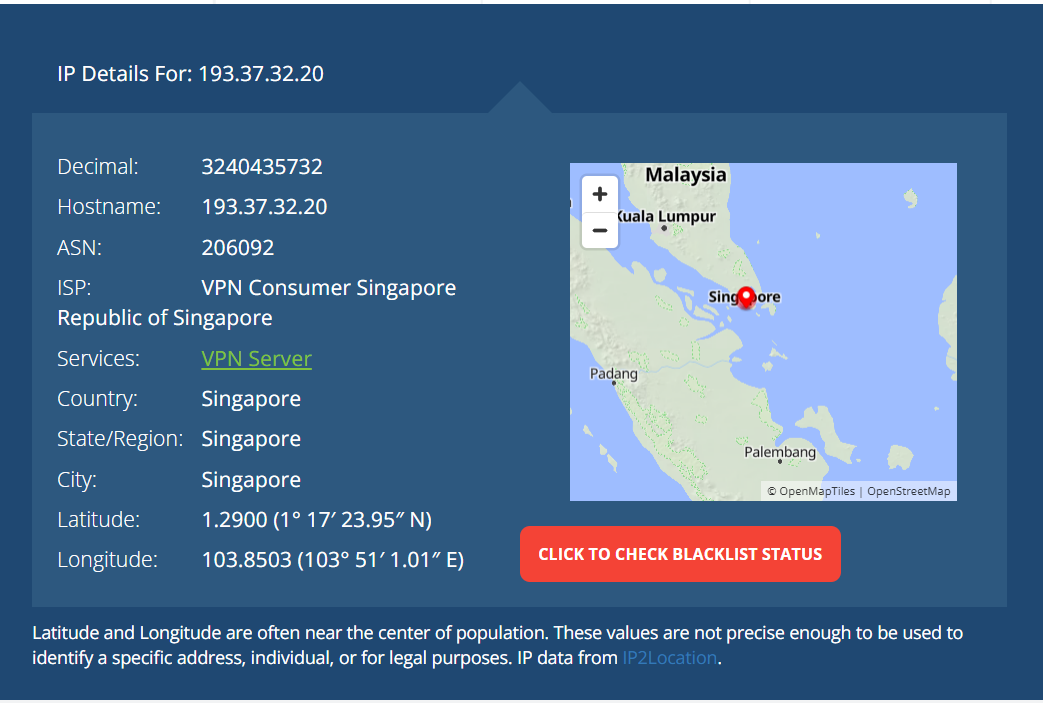 IP Details For: 193.37.32.20
Decimal: 3240435732
Hostname: 193.37.32.20
ASN: 206092
ISP: VPN Consumer Singapore
Republic of Singapore
Services: VPN Server
Country: Singapore
State/Region: Singapore
City: Singapore
Latitude: 1.2900 (1° 17′ 23.95″ N)
Longitude: 103.8503 (103° 51′ 1.01″ E)
+
−
Malaysia
Kuala Lumpur
Singapore
Padang
Palembang
© OpenMapTiles | OpenStreetMap
CLICK TO CHECK BLACKLIST STATUS
Latitude and Longitude are often near the center of population. These values are not precise enough to be used to
identify a specific address, individual, or for legal purposes. IP data from IP2Location.